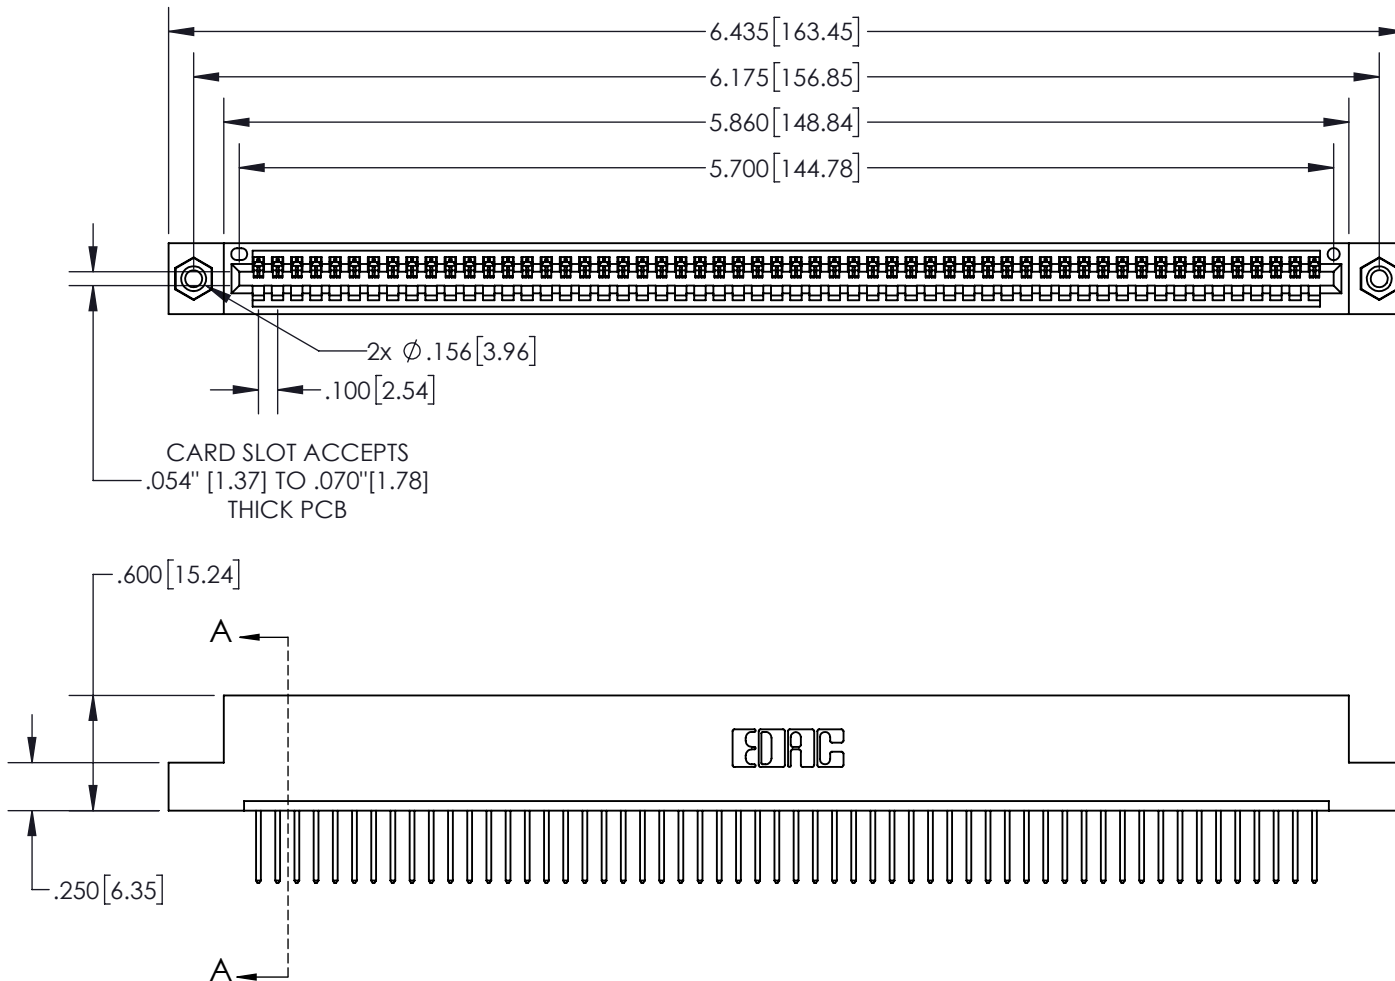 6.435[163.45]
6.175[156.85]
5.860[148.84]
5.700[144.78]
2x Ø.156[3.96]
.100[2.54]
CARD SLOT ACCEPTS
.054" [1.37] TO .070"[1.78]
THICK PCB
.600[15.24]
A
EDAC
.250[6.35]
A